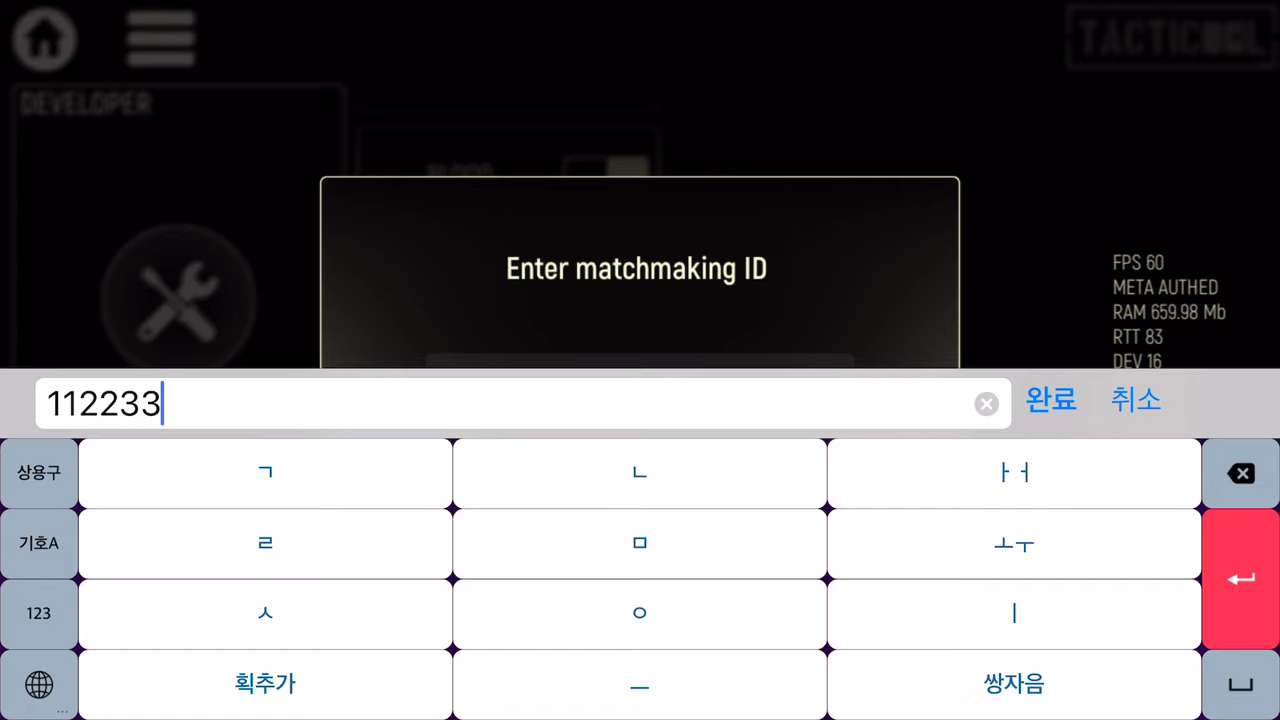 TACTICOOL
DEVELOPER
BLOOD
Enter matchmaking ID
FPS 60
META AUTHED
RAM 659.98 Mb
RTT 83
DEV 16
112233
완료
취소
상용구
ㄱ
ㄴ
ㅏㅓ
기호A
ㄹ
ㅁ
ㅗㅜ
123
ㅅ
ㅇ
ㅣ
획추가
ㅡ
쌍자음
...